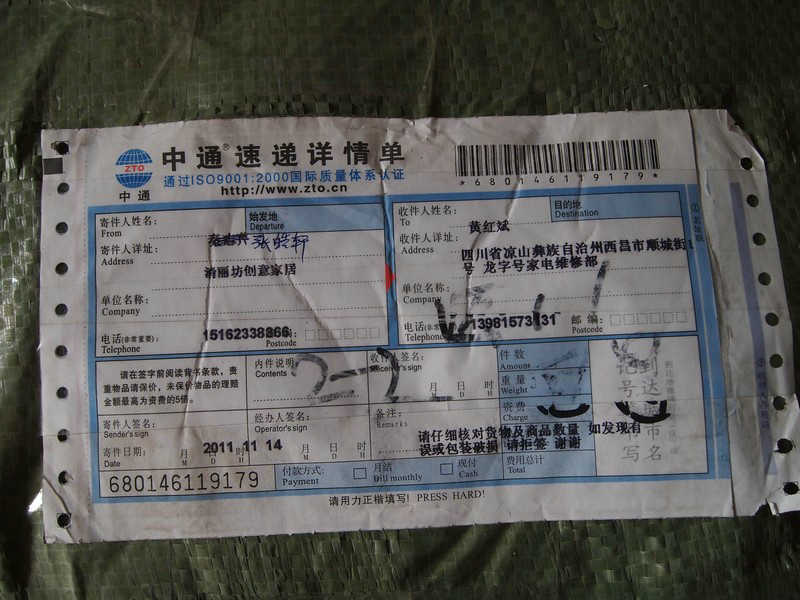 ZTO
中通
中通®速递详情单
通过ISO9001:2000国际质量体系认证
http://www.zto.cn
*680146119179*
寄件人姓名:
From
始发地
Departure
张皓轩
寄件人详址:
Address
清丽坊创意家居
单位名称:
Company
电话(非常重要):
Telephone
15162338866
收件人姓名:
To
黄红斌
目的地
Destination
收件人详址:
Address
四川省凉山彝族自治州西昌市顺城街1
号 龙字号家电维修部
单位名称:
Company
电话(非常重要):
Telephone
13981573131
邮编:
Postcode
请在签字前阅读背书条款,贵
重物品请保价,未保价物品的理赔
金额最高为资费的5倍。
内件说明
Contents
收件人签名:
Receiver's sign
月 日 时
M D H
件数
Amount
重量
Weight
资费
Charge
寄件人签名:
Sender's sign
经办人签名:
Operator's sign
备注:
Remarks
请仔细核对货物及商品数量 如发现有
误或包装破损 请拒签 谢谢
寄件日期:
Date
2011 11 14
月 日 时
M D H
680146119179
付款方式:
Payment
月结
Bill monthly
现付
Cash
费用总计
Total
请用力正楷填写! PRESS HARD!